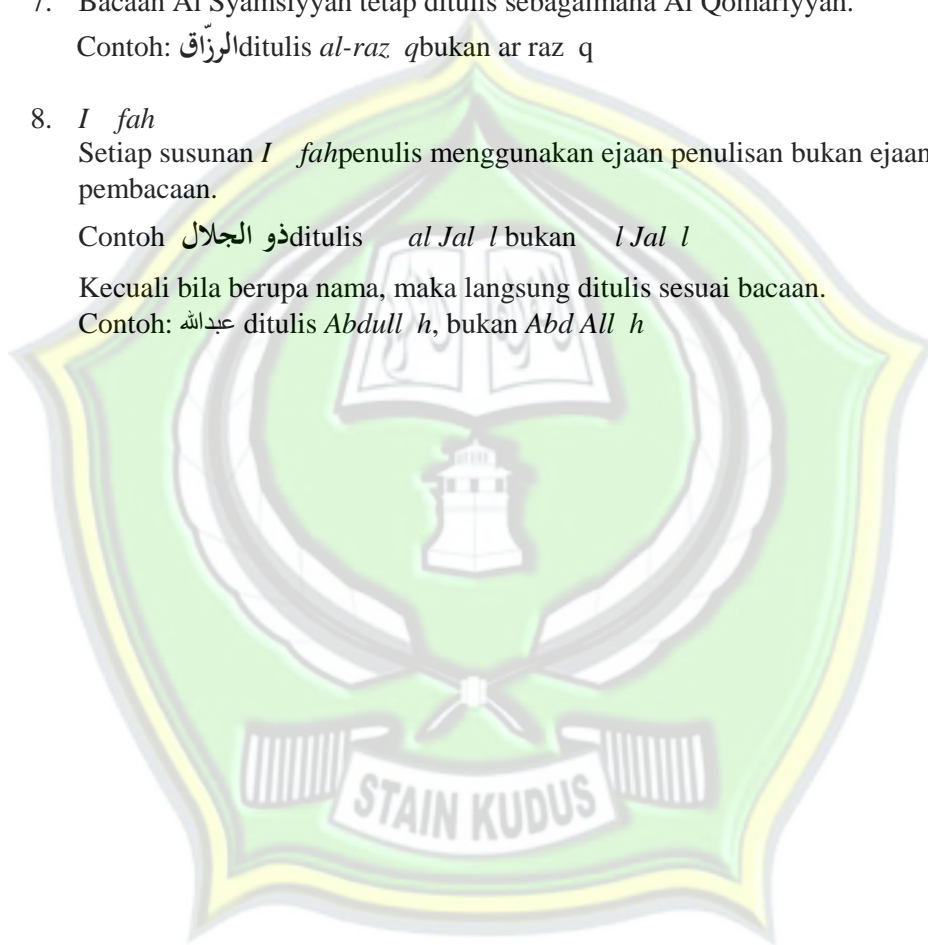 7. Bacaan Al Syamsiyyah tetap ditulis sebagaimana Al Qomariyyah.
Contoh: الرزّاق ditulis al-raz q bukan ar raz q
8. I fah
Setiap susunan I fah penulis menggunakan ejaan penulisan bukan ejaan
pembacaan.
Contoh ذو الجلال ditulis al Jal l bukan l Jal l
Kecuali bila berupa nama, maka langsung ditulis sesuai bacaan.
Contoh: عبدالله ditulis Abdull h, bukan Abd All h
STAIN KUDUS